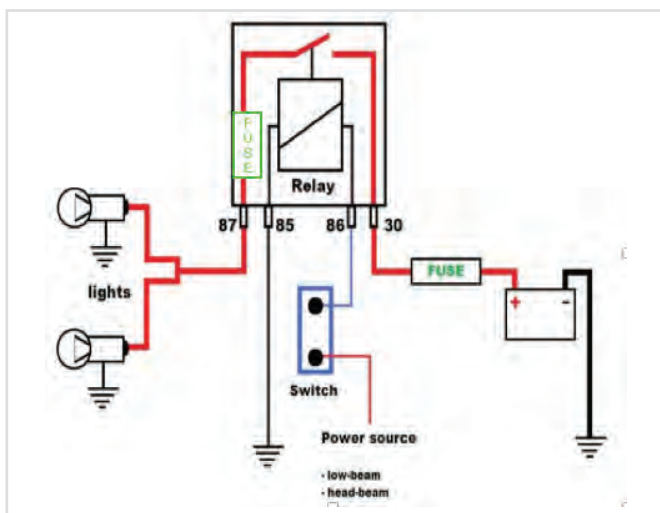 FUSE
Relay
87
85
86
30
lights
FUSE
+
-
Switch
Power source
- low-beam
- head-beam